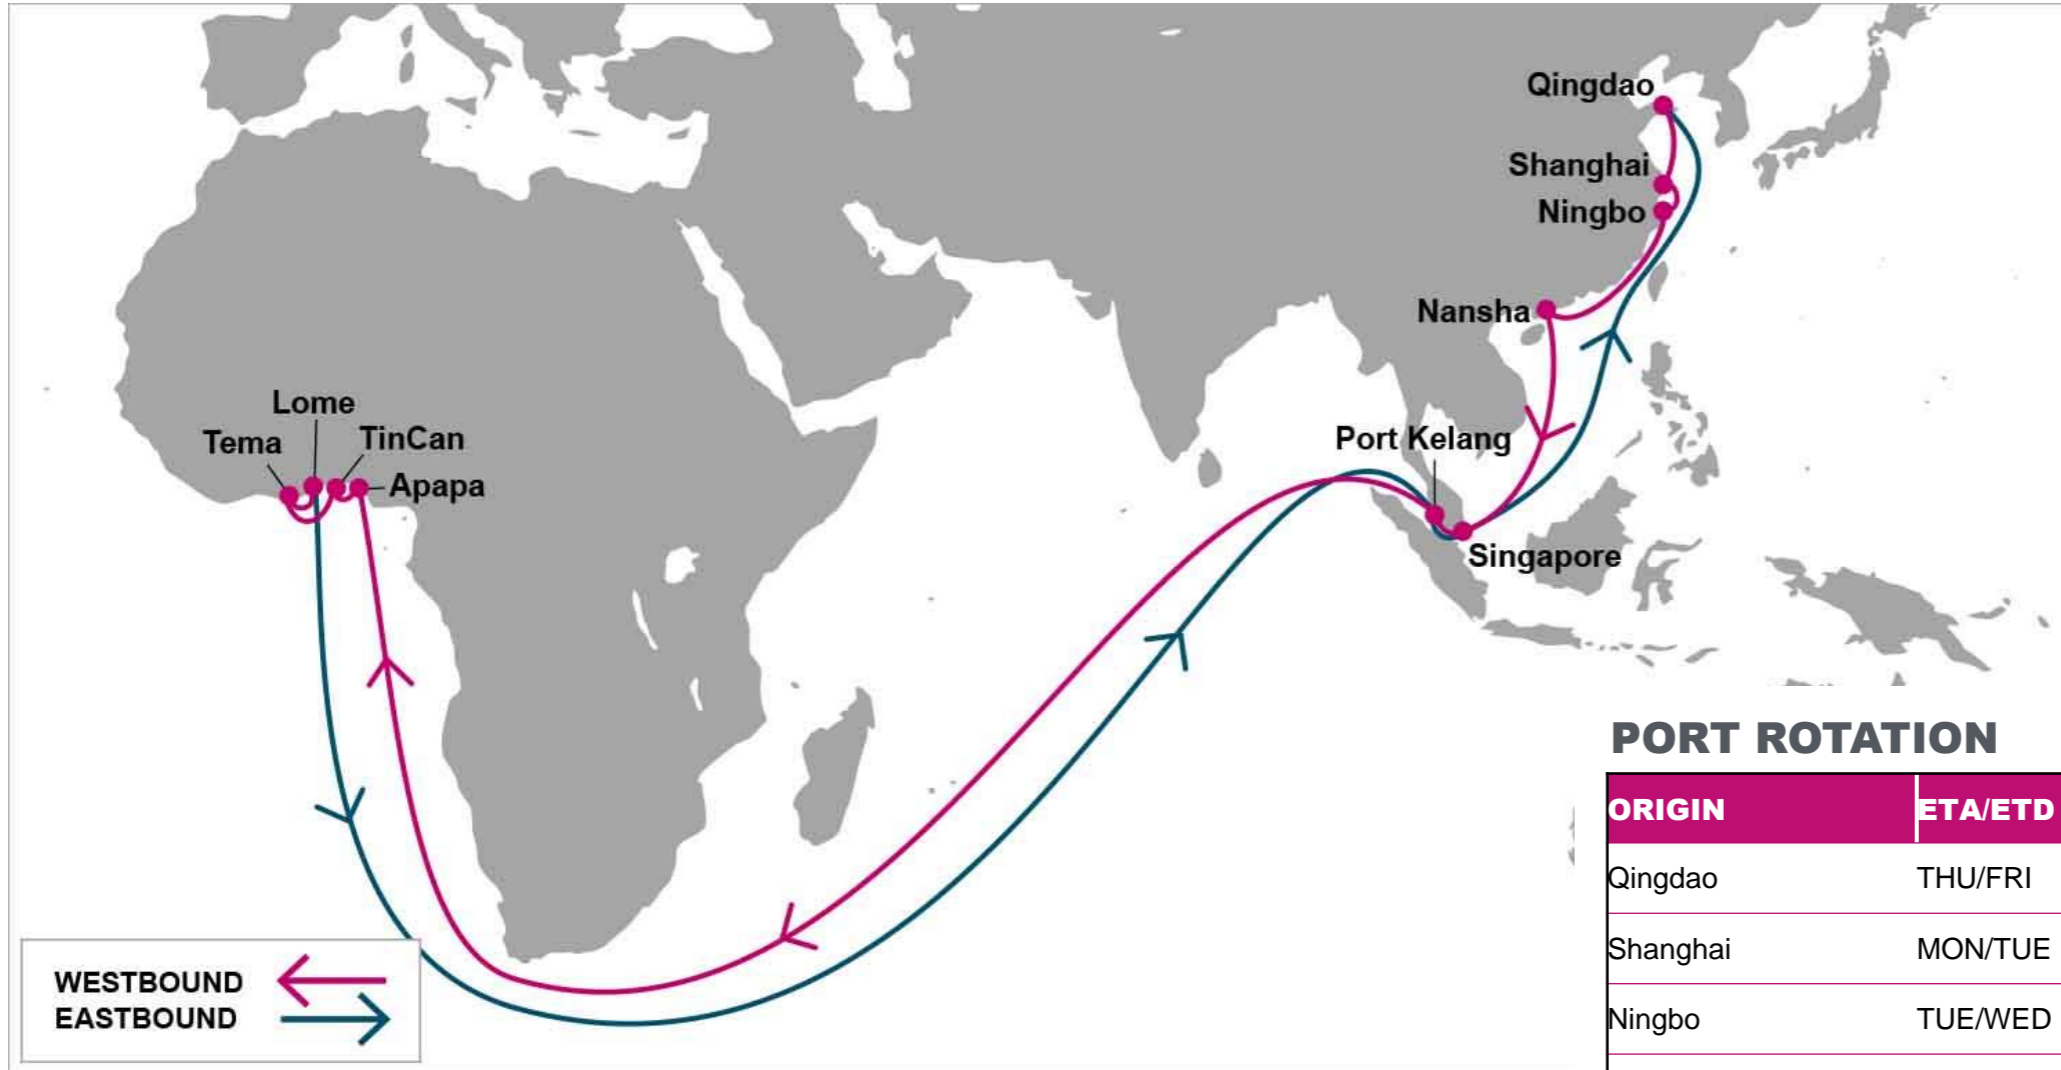 Qingdao
Shanghai
Ningbo
Nansha
Lome
Tema
TinCan
Apapa
Port Kelang
Singapore
WESTBOUND
EASTBOUND
PORT ROTATION
ORIGIN ETA/ETD
Qingdao THU/FRI
Shanghai MON/TUE
Ningbo TUE/WED